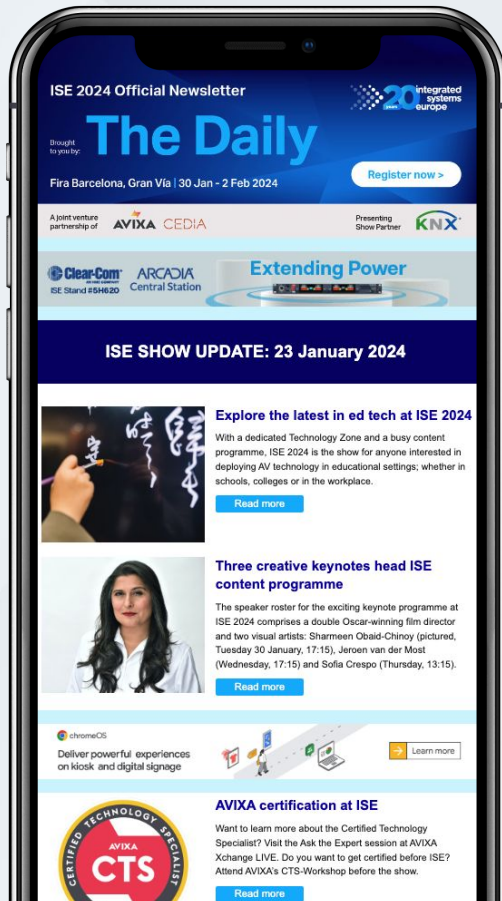 ISE 2024 Official Newsletter
20 years
integrated
systems
europe
Brought
to you by:
The Daily
Fira Barcelona, Gran Vía | 30 Jan - 2 Feb 2024
Register now >
A joint venture
partnership of
AVIXA
CEDIA
Presenting
Show Partner
KNX
Clear-Com
ISE Stand #5H620
ARCADIA
Central Station
Extending Power
ISE SHOW UPDATE: 23 January 2024
Explore the latest in ed tech at ISE 2024
With a dedicated Technology Zone and a busy content
programme, ISE 2024 is the show for anyone interested in
deploying AV technology in educational settings; whether in
schools, colleges or in the workplace.
Read more
Three creative keynotes head ISE
content programme
The speaker roster for the exciting keynote programme at
ISE 2024 comprises a double Oscar-winning film director
and two visual artists: Sharmeen Obaid-Chinoy (pictured,
Tuesday 30 January, 17:15), Jeroen van der Most
(Wednesday, 17:15) and Sofia Crespo (Thursday, 13:15).
Read more
chromeOS
Deliver powerful experiences
on kiosk and digital signage
Learn more
CERTIFIED TECHNOLOGY SPECIALIST
AVIXA
CTS
AVIXA certification at ISE
Want to learn more about the Certified Technology
Specialist? Visit the Ask the Expert session at AVIXA
Xchange LIVE. Do you want to get certified before ISE?
Attend AVIXA's CTS-Workshop before the show.
Read more